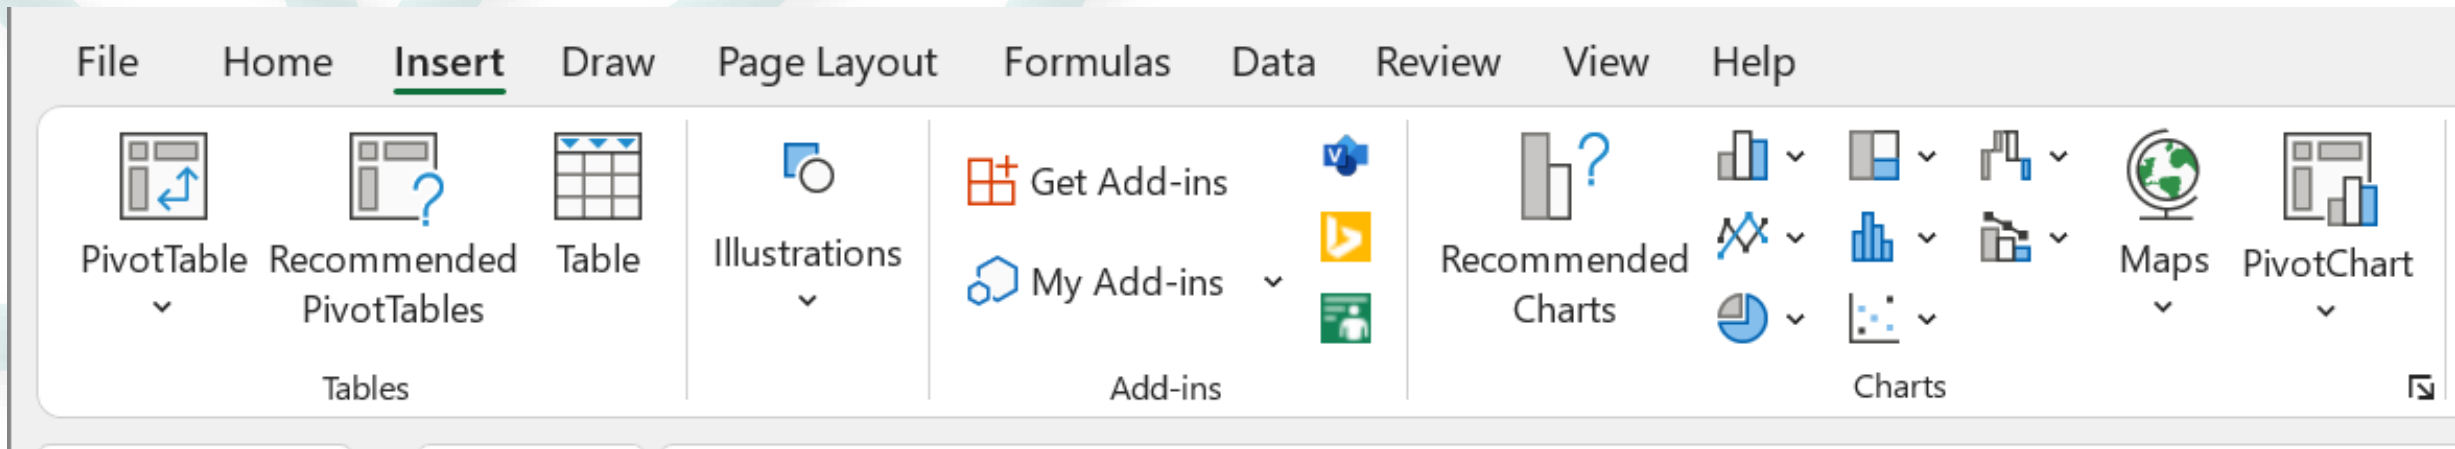 File Home Insert Draw Page Layout Formulas Data Review View Help
PivotTable
Recommended
PivotTables
Table
Tables
Illustrations
Get Add-ins
My Add-ins
Add-ins
Recommended
Charts
Maps
PivotChart
Charts